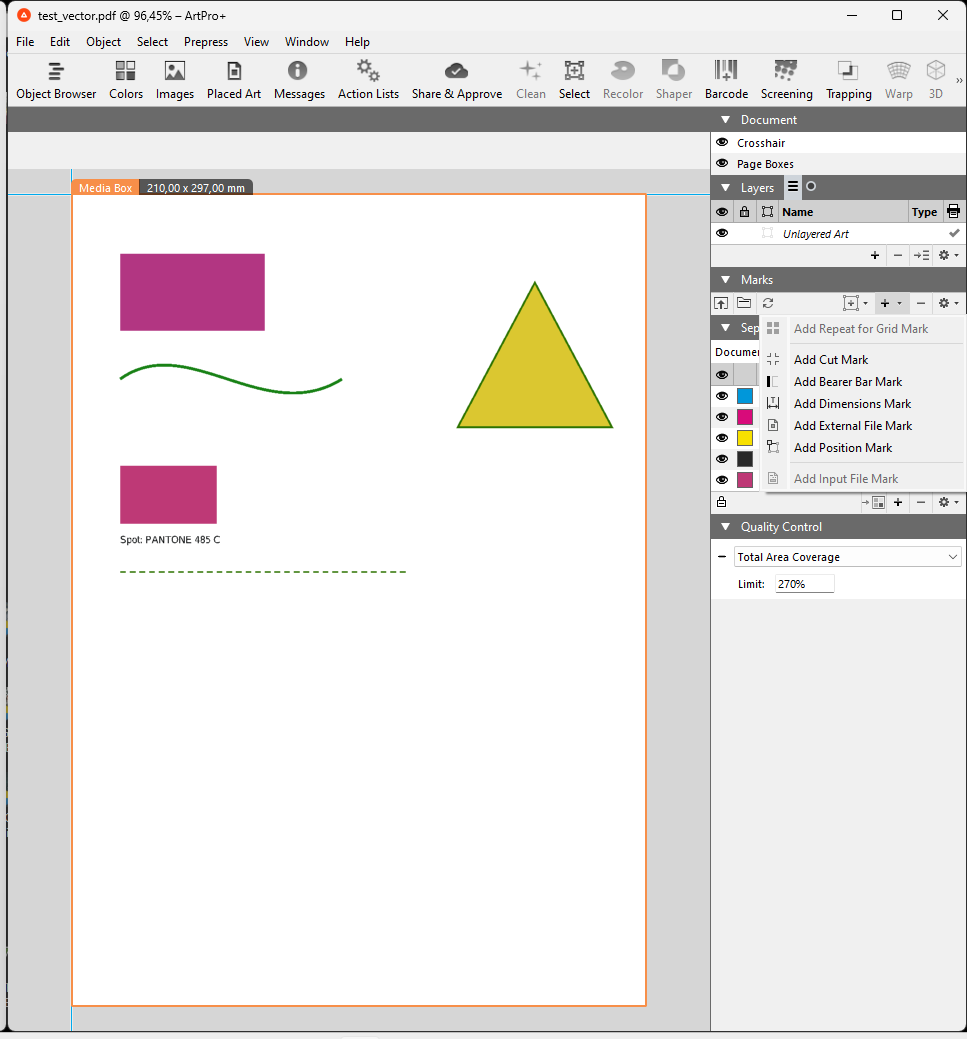 test_vector.pdf @ 96,45% – ArtPro+
File Edit Object Select Prepress View Window Help
Object Browser Colors Images Placed Art Messages Action Lists Share & Approve Clean Select Recolor Shaper Barcode Screening Trapping Warp 3D »
Document
Crosshair
Page Boxes
Layers
Name Type
Unlayered Art
Marks
Sep
Documen
Add Repeat for Grid Mark
Add Cut Mark
Add Bearer Bar Mark
Add Dimensions Mark
Add External File Mark
Add Position Mark
Add Input File Mark
Quality Control
Total Area Coverage
Limit: 270%
Media Box 210,00 x 297,00 mm
Spot: PANTONE 485 C